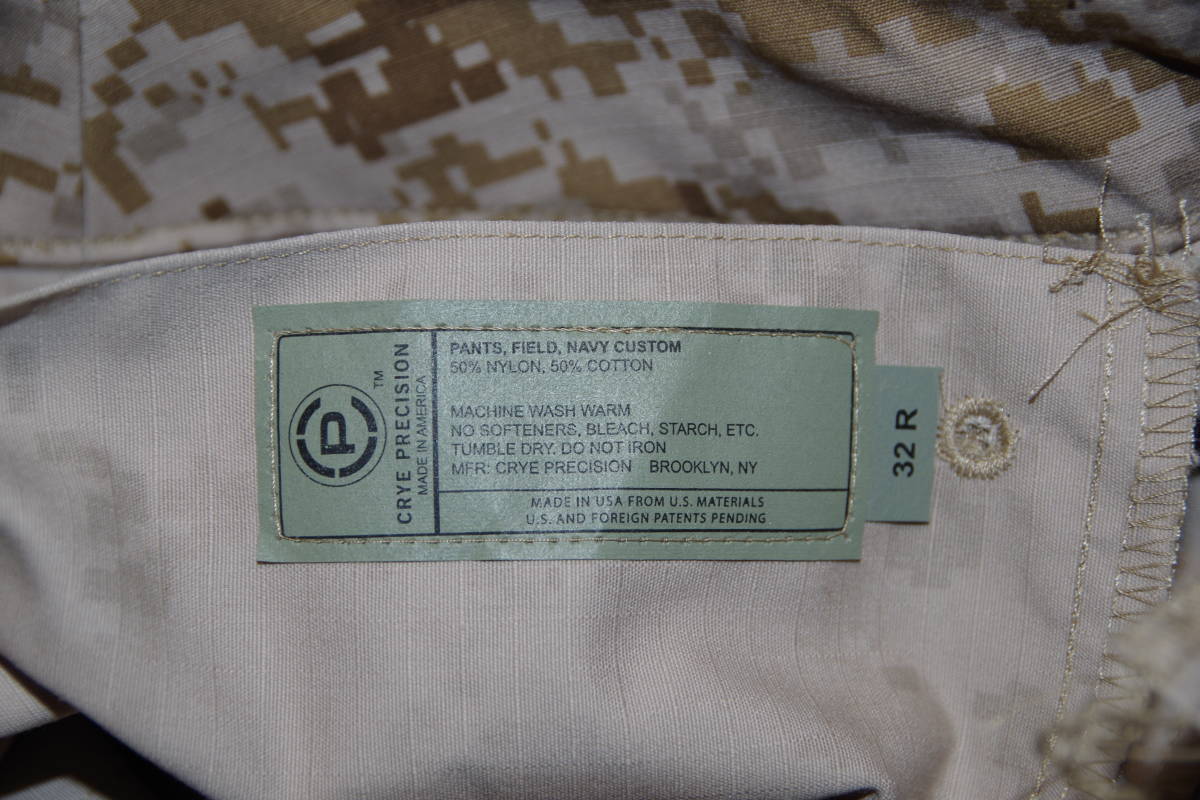 P
TM
CRYE PRECISION
MADE IN AMERICA
PANTS, FIELD, NAVY CUSTOM
50% NYLON, 50% COTTON
MACHINE WASH WARM
NO SOFTENERS, BLEACH, STARCH, ETC.
TUMBLE DRY. DO NOT IRON
MFR: CRYE PRECISION BROOKLYN, NY
MADE IN USA FROM U.S. MATERIALS
U.S. AND FOREIGN PATENTS PENDING
32 R